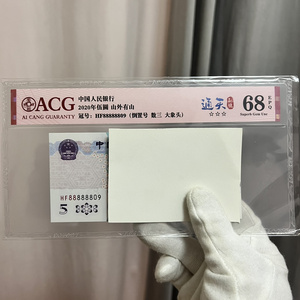 ACG
AI CANG GUARANTY
中国人民银行
2020年伍圆 山外有山
冠号：HF88888809（倒置号 数三 大象头）
通天
68
EPQ
Superb Gem Unc
中
HF88888809
5